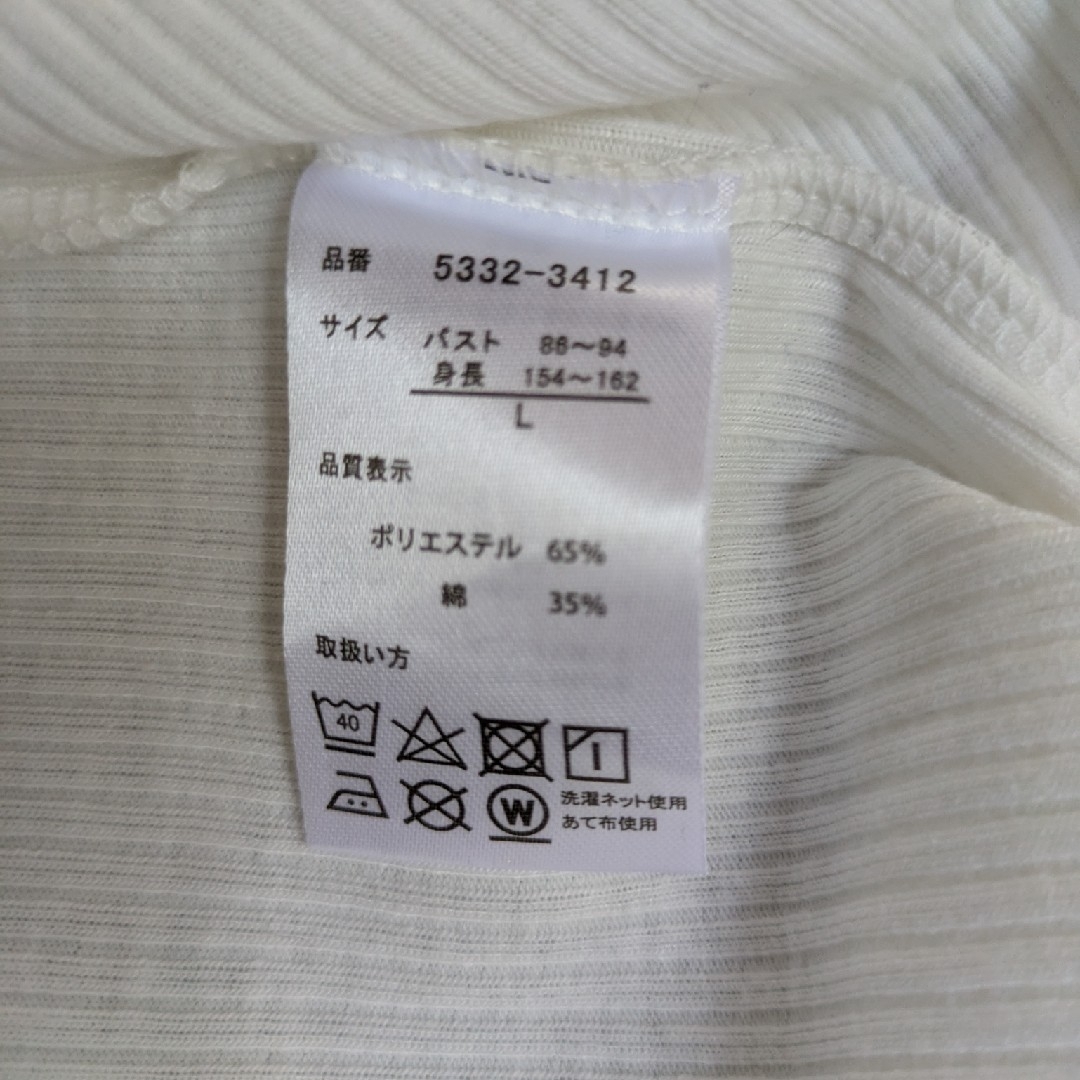 品番 5332-3412
サイズ バスト 86～94
身長 154～162
L
品質表示
ポリエステル 65%
綿 35%
取扱い方
40
W
洗濯ネット使用
あて布使用